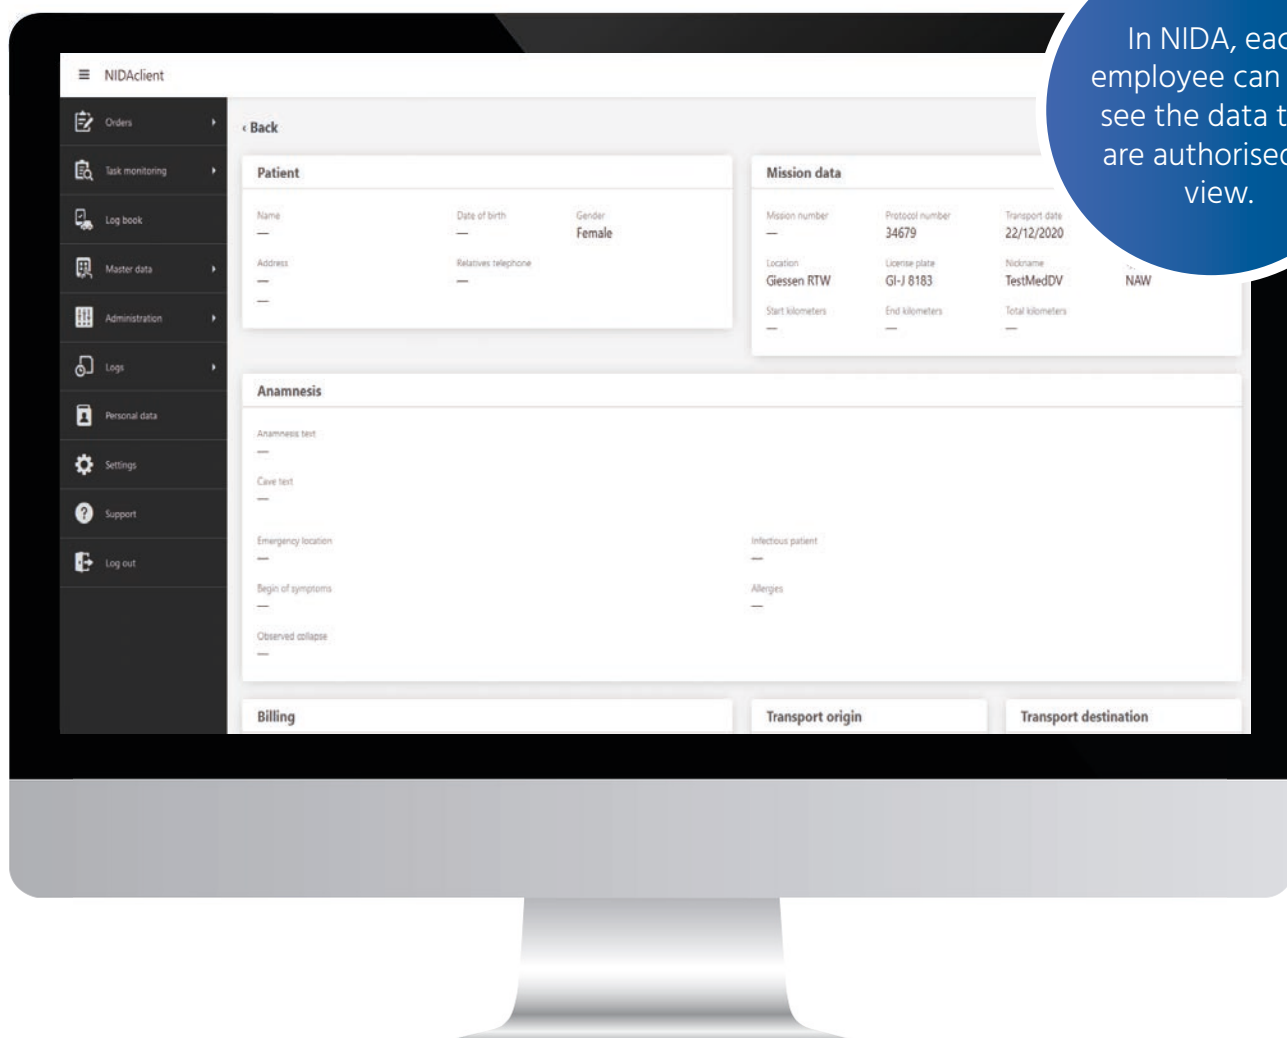 In NIDA, eac
employee can
see the data t
are authorised
view.
NIDAclient
Orders
Task monitoring
Log book
Master data
Administration
Logs
Personal data
Settings
Support
Log out
‹ Back
Patient
Name Date of birth Gender
— — Female
Address Relatives telephone
— —
—
Mission data
Mission number Protocol number Transport date
— 34679 22/12/2020
Location License plate Nickname
Giessen RTW GI-J 8183 TestMedDV NAW
Start kilometers End kilometers Total kilometers
— — —
Anamnesis
Anamnesis text
—
Cave text
—
Emergency location Infectious patient
— —
Begin of symptoms Allergies
— —
Observed collapse
—
Billing
Transport origin
Transport destination